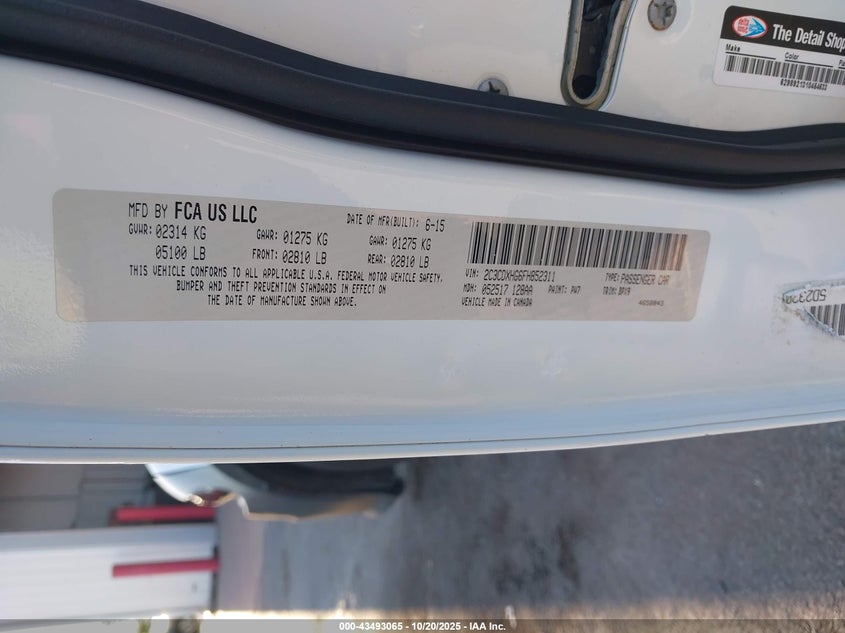 The Detail Shop
Make Color
MFD BY FCA US LLC
DATE OF MFR(BUILT): 6-15
GVWR: 02314 KG GAWR: 01275 KG GAWR: 01275 KG
05100 LB FRONT: 02810 LB REAR: 02810 LB
THIS VEHICLE CONFORMS TO ALL APPLICABLE U.S.A. FEDERAL MOTOR VEHICLE SAFETY,
BUMPER AND THEFT PREVENTION STANDARDS IN EFFECT ON
THE DATE OF MANUFACTURE SHOWN ABOVE.
VIN: 2C3CDXHG6FH852311 TYPE: PASSENGER CAR
MDH: 052517 128AA PAINT: PW7 TRIM: BPX9
VEHICLE MADE IN CANADA
000-43493065 | 10/20/2025 | IAA Inc.